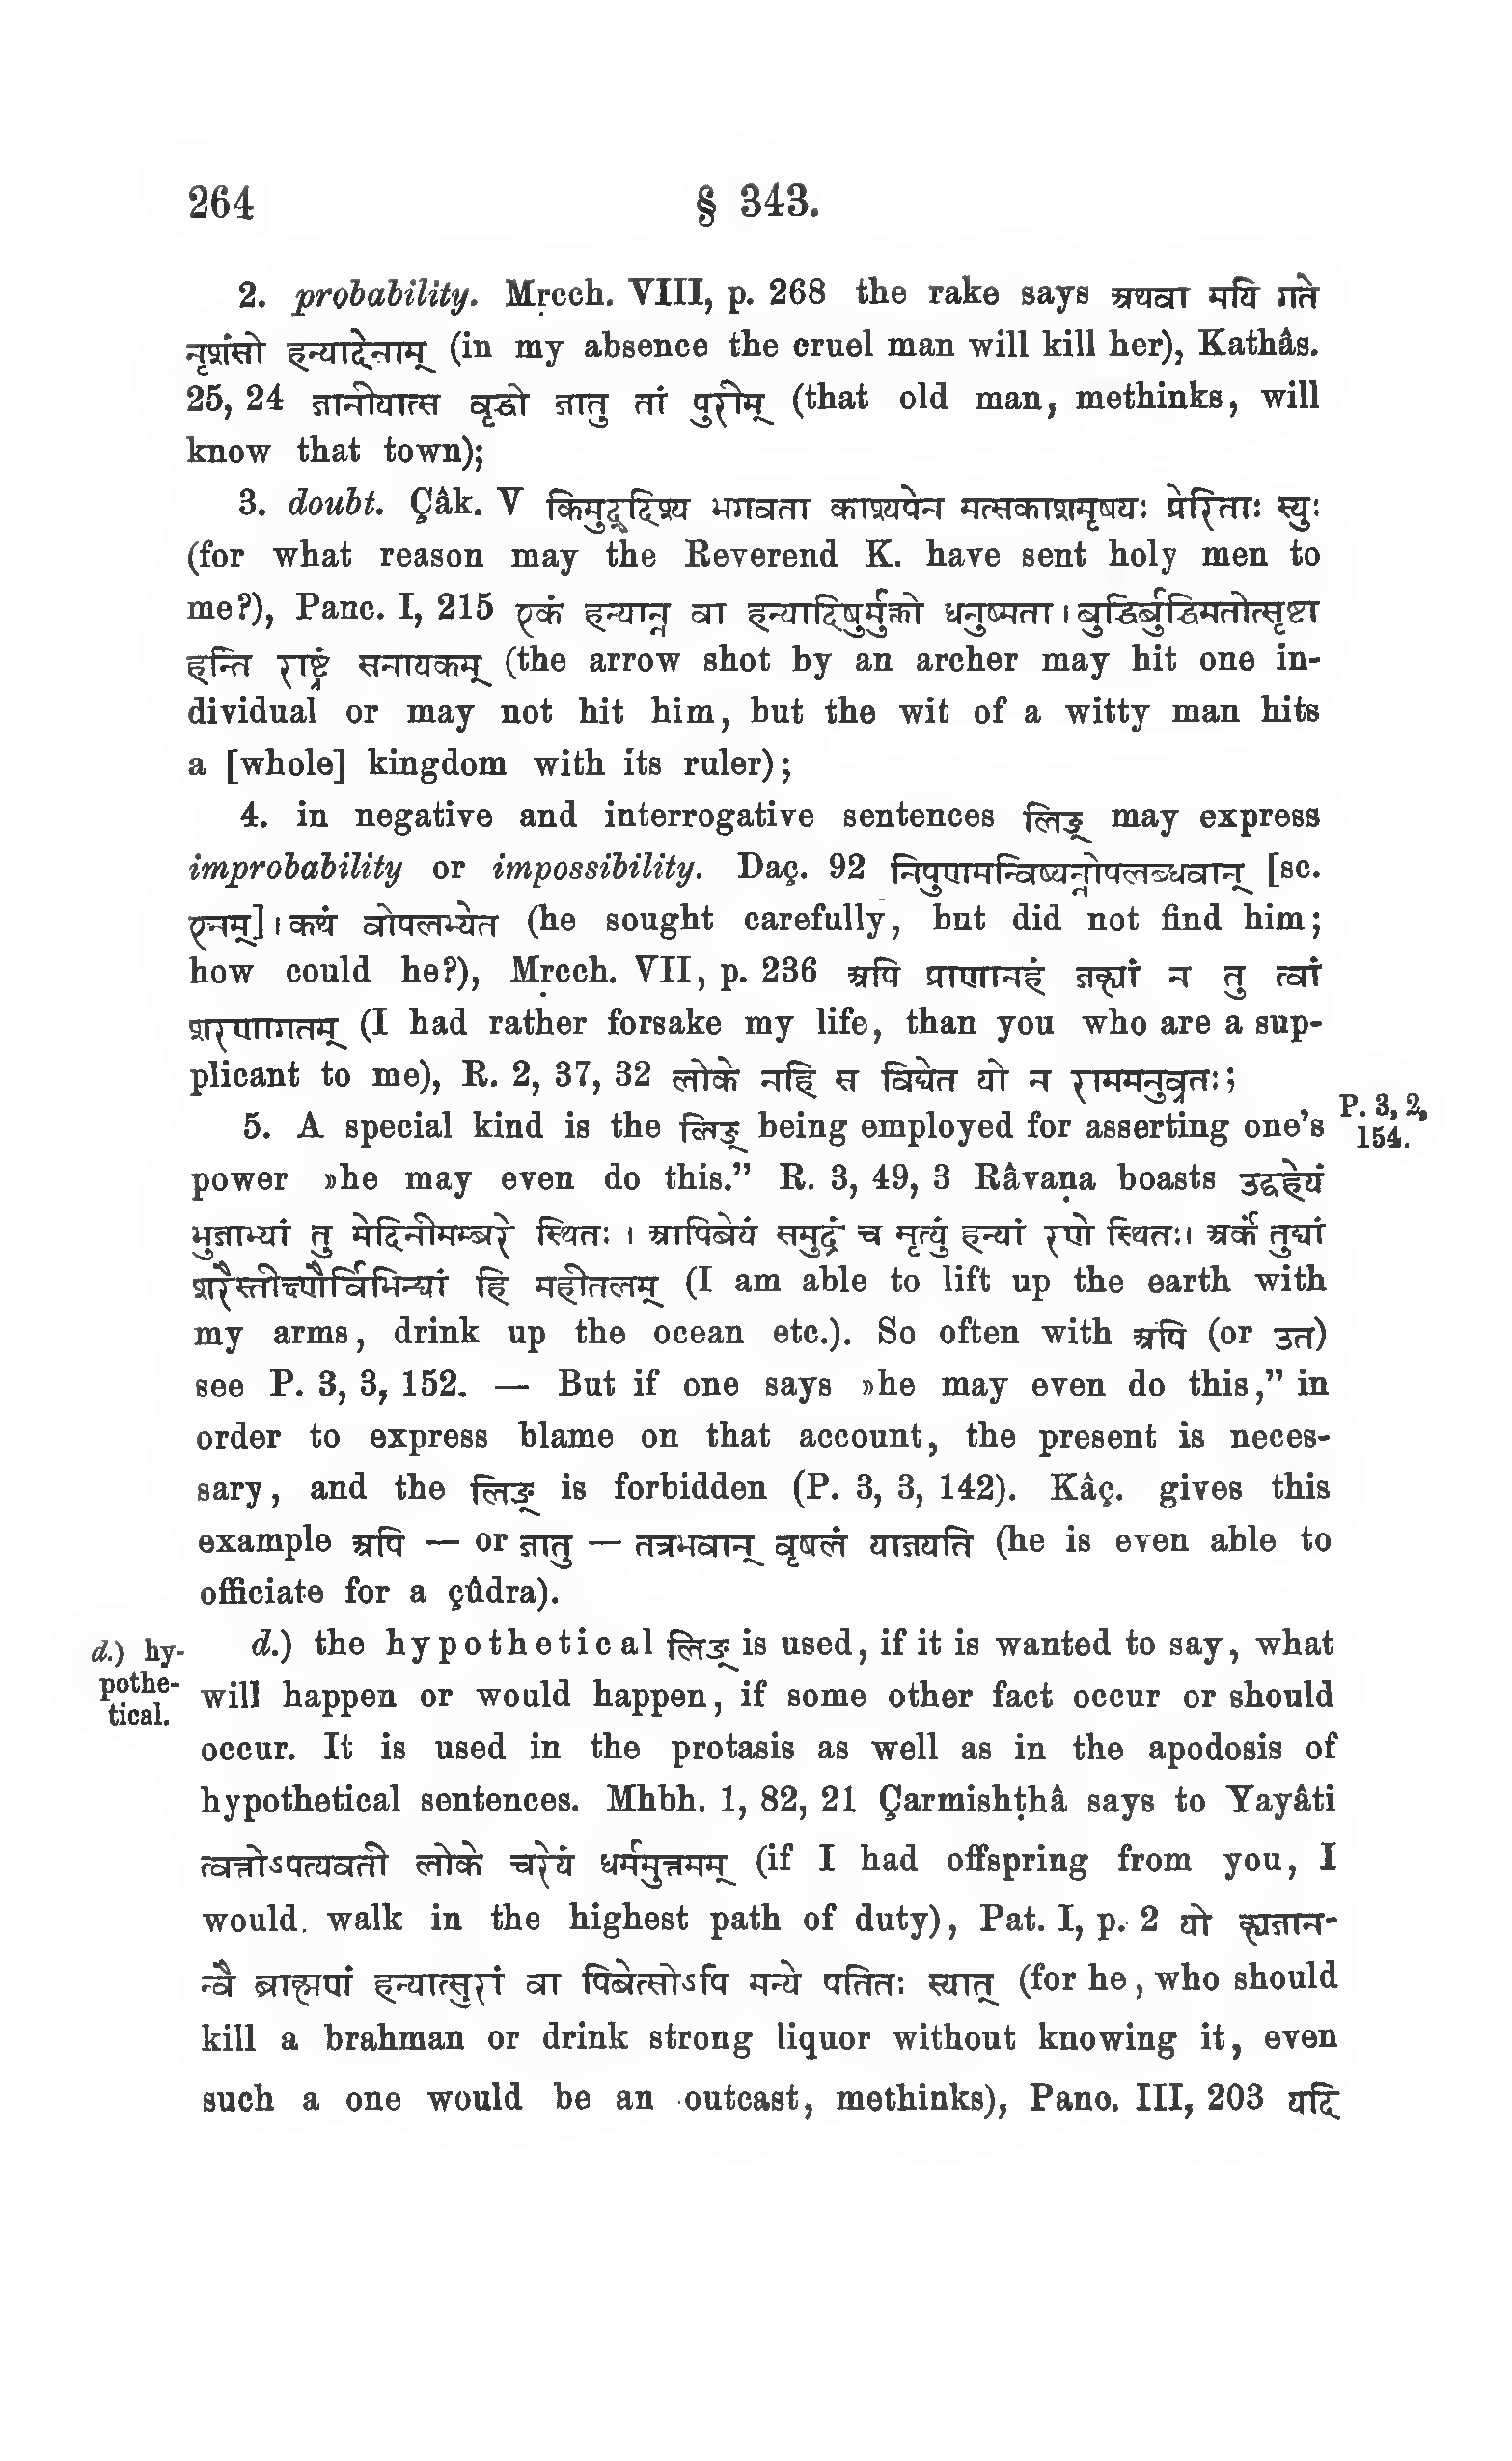 264 § 343.
2. probability. Mṛcch. VIII, p. 268 the rake says अथवा मयि गते
नृशंसो हन्यादेनाम् (in my absence the cruel man will kill her), Kathâs.
25, 24 जानीयात्स वृद्धो जातु तां पुरीम् (that old man, methinks, will
know that town);
3. doubt. Çâk. V किमुद्दिश्य भगवता काश्यपेन मत्सकाशमृषयः प्रेरिताः स्युः
(for what reason may the Reverend K. have sent holy men to
me?), Panc. I, 215 एकं हन्यान्न वा हन्यादिषुर्मुक्तो धनुष्मता । बुद्धिर्बुद्धिमतोत्सृष्टा
हन्ति राष्ट्रं सनायकम् (the arrow shot by an archer may hit one in-
dividual or may not hit him, but the wit of a witty man hits
a [whole] kingdom with its ruler);
4. in negative and interrogative sentences लिङ् may express
improbability or impossibility. Daç. 92 निपुणमन्विष्यन्नोपलब्धवान् [sc.
एनम्] । कथं वोपलभ्येत (he sought carefully, but did not find him;
how could he?), Mṛcch. VII, p. 236 अपि प्राणानहं जह्यां न तु त्वां
शरणागतम् (I had rather forsake my life, than you who are a sup-
plicant to me), R. 2, 37, 32 लोके नहि स विद्येत यो न राममनुव्रतः;
5. A special kind is the लिङ् being employed for asserting one's
P. 3, 2,
154.
power »he may even do this." R. 3, 49, 3 Râvaṇa boasts उद्वहेयं
भुजाभ्यां तु मेदिनीमम्बरे स्थितः । आपिबेयं समुद्रं च मृत्युं हन्यां रणे स्थितः। अर्कं तुद्यां
शरैस्तीक्ष्णैर्विभिन्द्यां हि महीतलम् (I am able to lift up the earth with
my arms, drink up the ocean etc.). So often with अपि (or उत)
see P. 3, 3, 152. — But if one says »he may even do this," in
order to express blame on that account, the present is neces-
sary, and the लिङ् is forbidden (P. 3, 3, 142). Kâç. gives this
example अपि — or जातु — तत्रभवान् वृषलं याजयति (he is even able to
officiate for a çûdra).
d.) hy-
pothe-
tical.
d.) the hypothetical लिङ् is used, if it is wanted to say, what
will happen or would happen, if some other fact occur or should
occur. It is used in the protasis as well as in the apodosis of
hypothetical sentences. Mhbh. 1, 82, 21 Çarmishṭhâ says to Yayâti
त्वत्तोऽपत्यवती लोके चरेयं धर्ममुत्तमम् (if I had offspring from you, I
would. walk in the highest path of duty), Pat. I, p. 2 यो ह्यजान-
न्वै ब्राह्मणं हन्यात्सुरां वा पिबेत्सोऽपि मन्ये पतितः स्यात् (for he, who should
kill a brahman or drink strong liquor without knowing it, even
such a one would be an outcast, methinks), Panc. III, 203 यदि